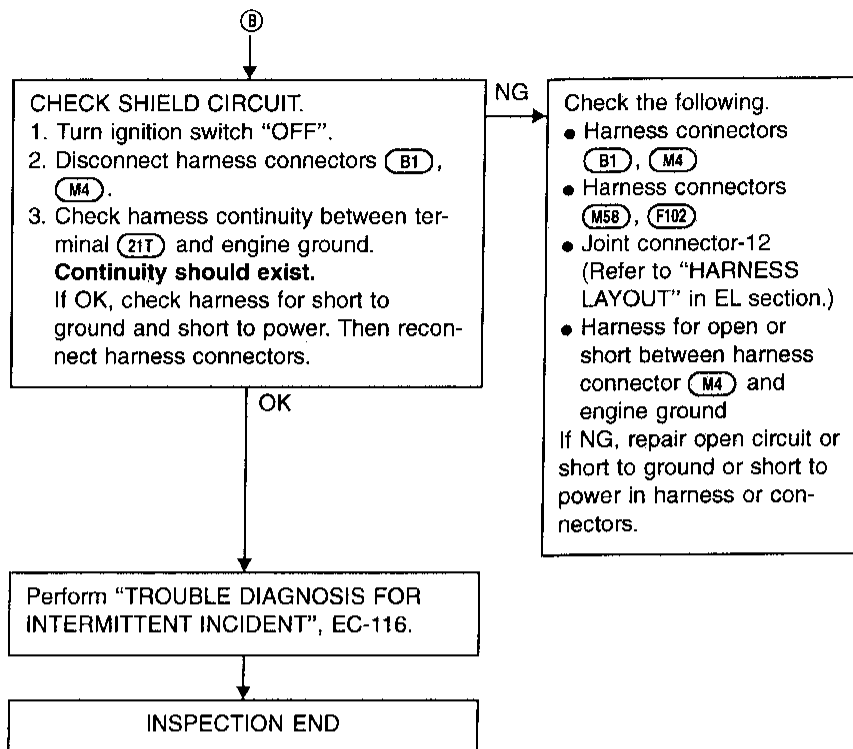 B
CHECK SHIELD CIRCUIT.
1. Turn ignition switch “OFF”.
2. Disconnect harness connectors B1,
M4.
3. Check harness continuity between ter-
minal 21T and engine ground.
Continuity should exist.
If OK, check harness for short to
ground and short to power. Then recon-
nect harness connectors.
NG
Check the following.
● Harness connectors
B1, M4
● Harness connectors
M58, F102
● Joint connector-12
(Refer to “HARNESS
LAYOUT” in EL section.)
● Harness for open or
short between harness
connector M4 and
engine ground
If NG, repair open circuit or
short to ground or short to
power in harness or con-
nectors.
OK
Perform “TROUBLE DIAGNOSIS FOR
INTERMITTENT INCIDENT”, EC-116.
INSPECTION END